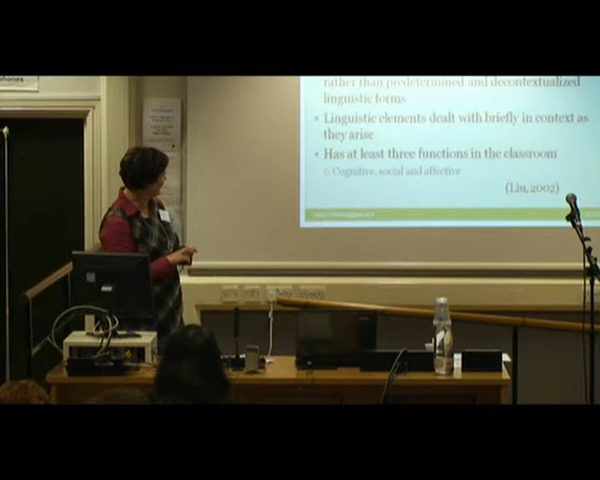 rather than predetermined and decontextualized
linguistic forms
• Linguistic elements dealt with briefly in context as
they arise
• Has at least three functions in the classroom
Cognitive, social and affective
(Liu, 2002)